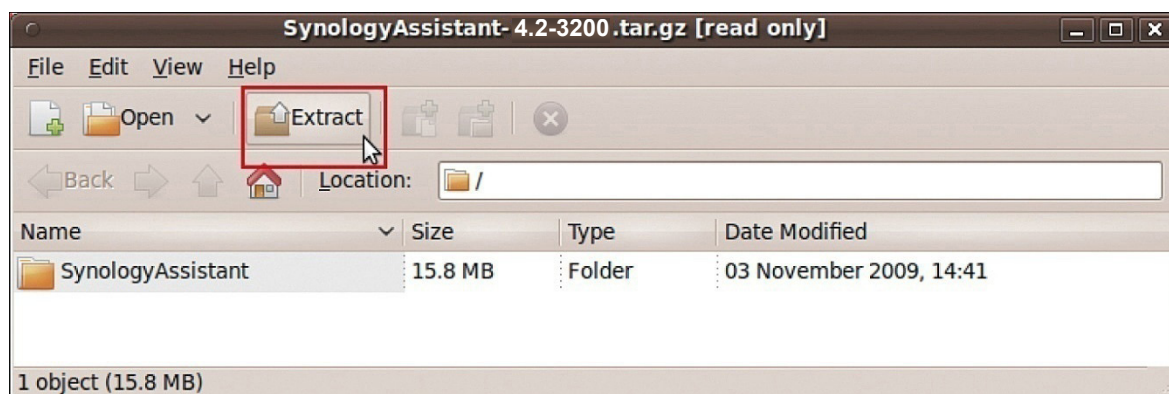 SynologyAssistant- 4.2-3200 .tar.gz [read only]
File Edit View Help
Open Extract
Back Location: /
Name Size Type Date Modified
SynologyAssistant 15.8 MB Folder 03 November 2009, 14:41
1 object (15.8 MB)